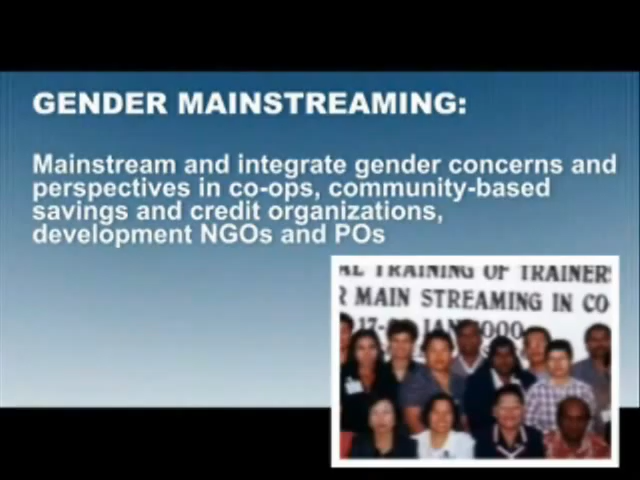 GENDER MAINSTREAMING:
Mainstream and integrate gender concerns and
perspectives in co-ops, community-based
savings and credit organizations,
development NGOs and POs
TRAINING OF TRAINERS
MAIN STREAMING IN CO